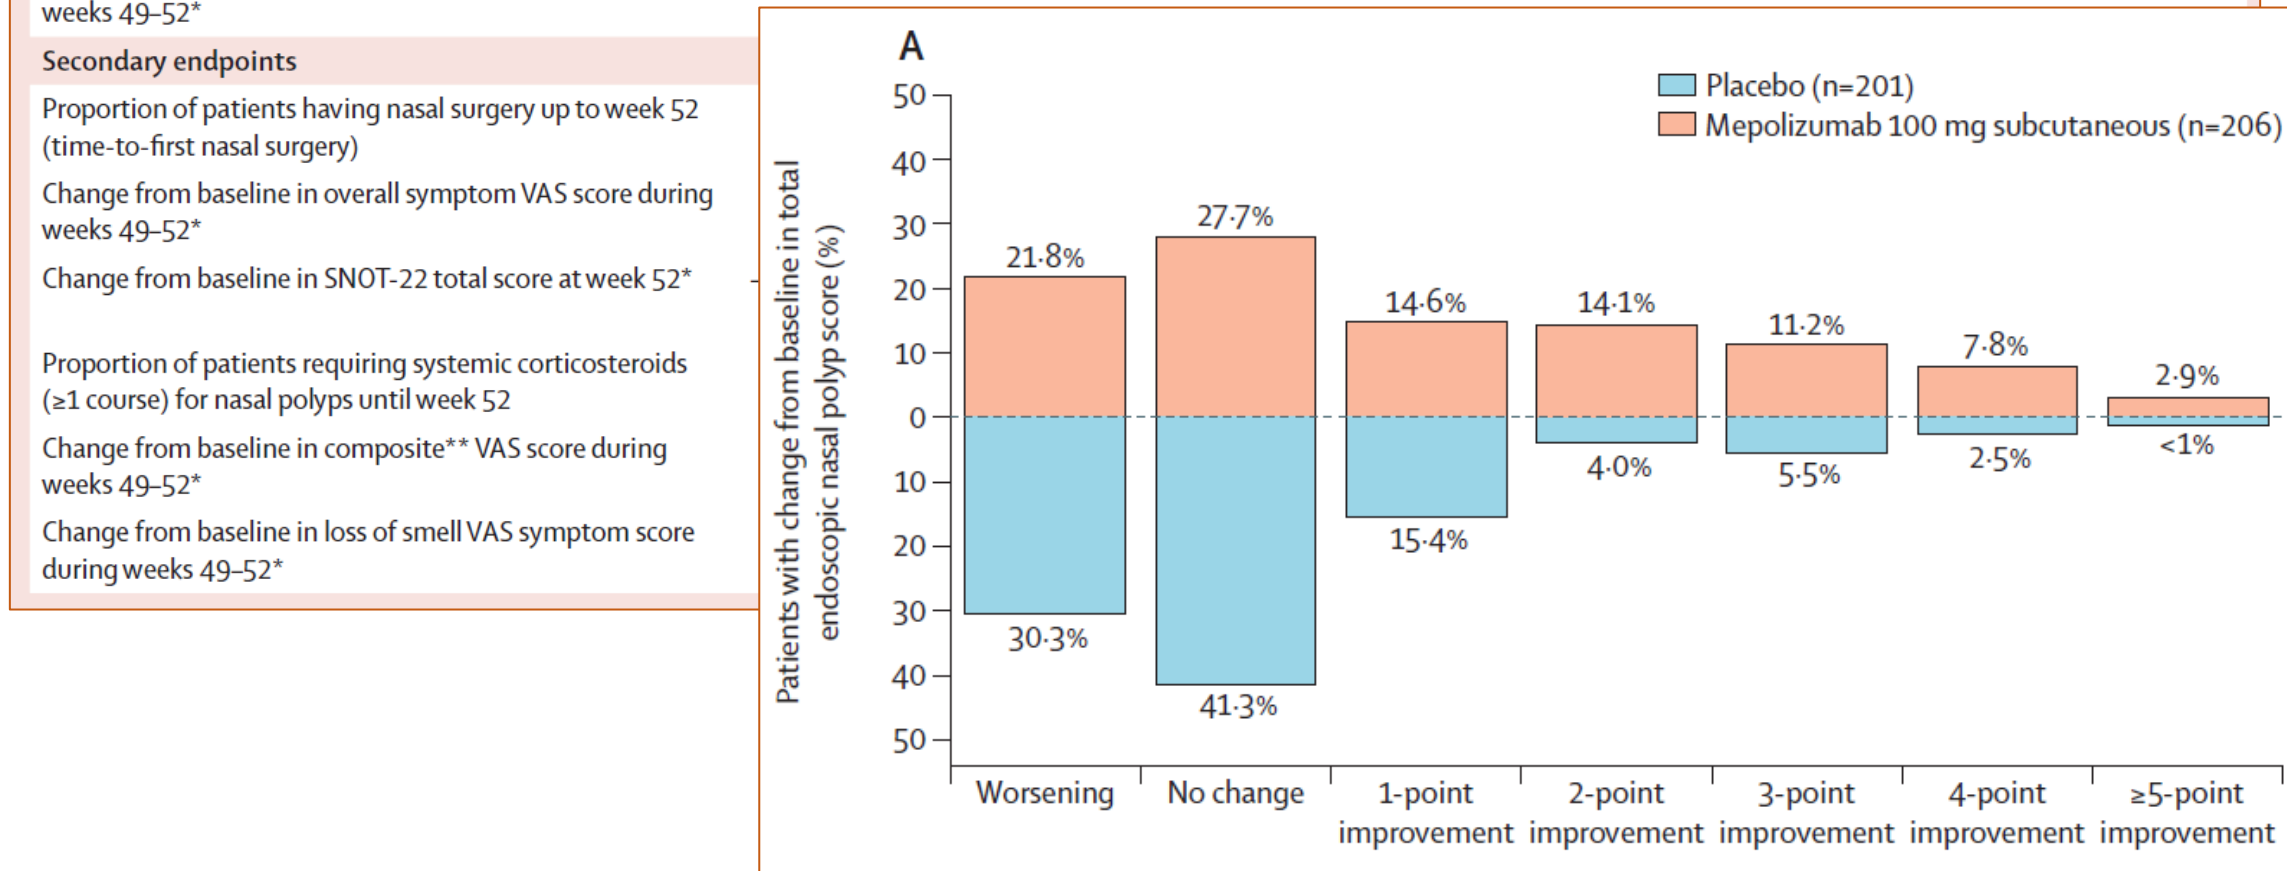 weeks 49–52*
Secondary endpoints
Proportion of patients having nasal surgery up to week 52
(time-to-first nasal surgery)
Change from baseline in overall symptom VAS score during
weeks 49–52*
Change from baseline in SNOT-22 total score at week 52*
Proportion of patients requiring systemic corticosteroids
(≥1 course) for nasal polyps until week 52
Change from baseline in composite** VAS score during
weeks 49–52*
Change from baseline in loss of smell VAS symptom score
during weeks 49–52*
A
Placebo (n=201)
Mepolizumab 100 mg subcutaneous (n=206)
Patients with change from baseline in total
endoscopic nasal polyp score (%)
50
40
30
20
10
0
10
20
30
40
50
21·8%
27·7%
14·6%
14·1%
11·2%
7·8%
2·9%
30·3%
41·3%
15·4%
4·0%
5·5%
2·5%
<1%
Worsening
No change
1-point
improvement
2-point
improvement
3-point
improvement
4-point
improvement
≥5-point
improvement